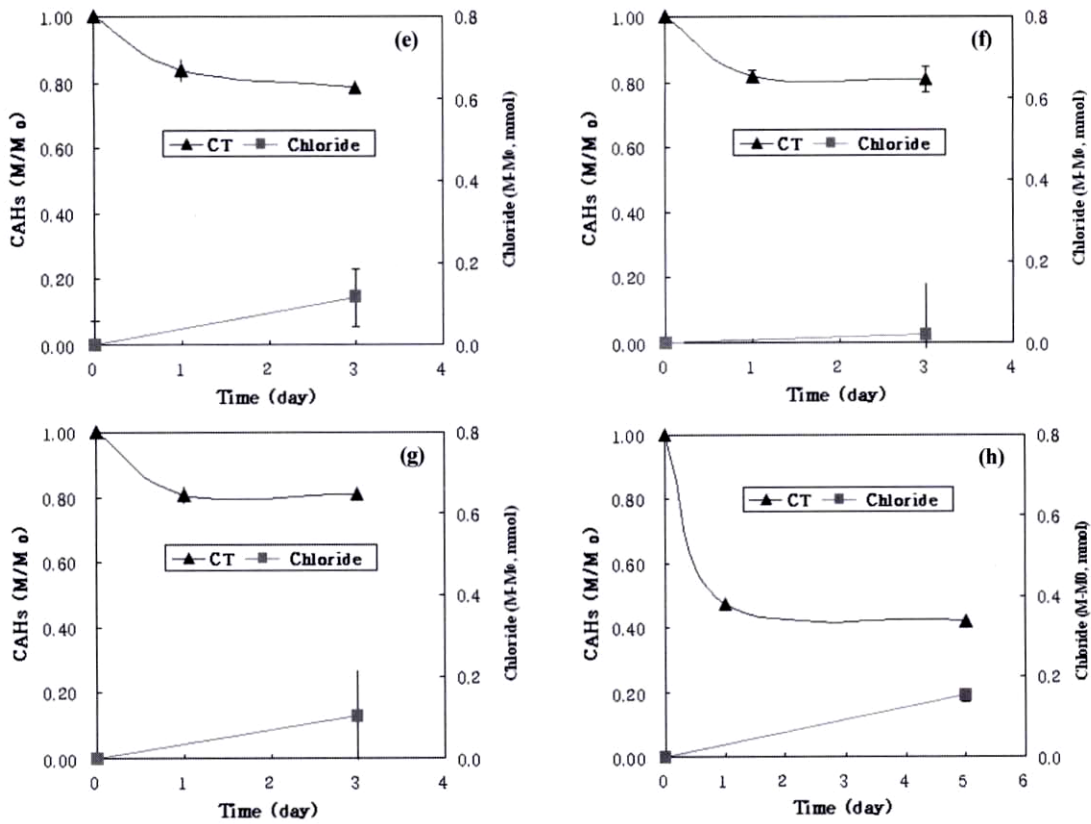 (e)
1.00 0.8
0.80 0.6
0.60 0.4
0.40 0.2
0.20 0.0
0.00
CAHs (M/M o)
Chloride (M-Mo, mmol)
CT Chloride
0 1 2 3 4
Time (day)
(f)
1.00 0.8
0.80 0.6
0.60 0.4
0.40 0.2
0.20 0.0
0.00
CAHs (M/M o)
Chloride (M-Mo, mmol)
CT Chloride
0 1 2 3 4
Time (day)
(g)
1.00 0.8
0.80 0.6
0.60 0.4
0.40 0.2
0.20 0.0
0.00
CAHs (M/M o)
Chloride (M-Mo, mmol)
CT Chloride
0 1 2 3 4
Time (day)
(h)
1.00 0.8
0.80 0.6
0.60 0.4
0.40 0.2
0.20 0.0
0.00
CAHs (M/M o)
Chloride (M-M0, mmol)
CT Chloride
0 1 2 3 4 5 6
Time (day)